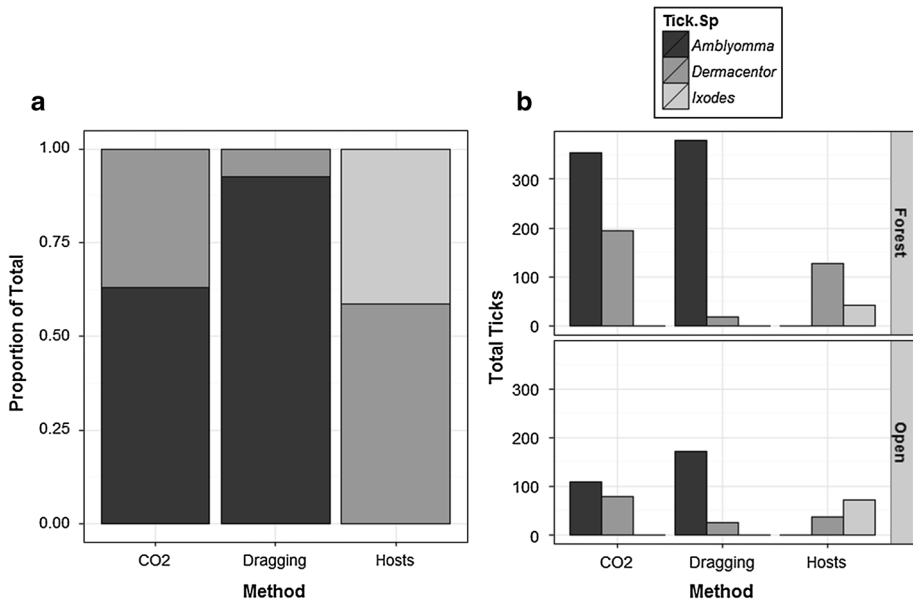 Tick.Sp
Amblyomma
Dermacentor
Ixodes
a
1.00
0.75
0.50
0.25
0.00
Proportion of Total
CO2 Dragging Hosts
Method
b
300
200
100
0
Forest
300
200
100
0
Open
Total Ticks
CO2 Dragging Hosts
Method